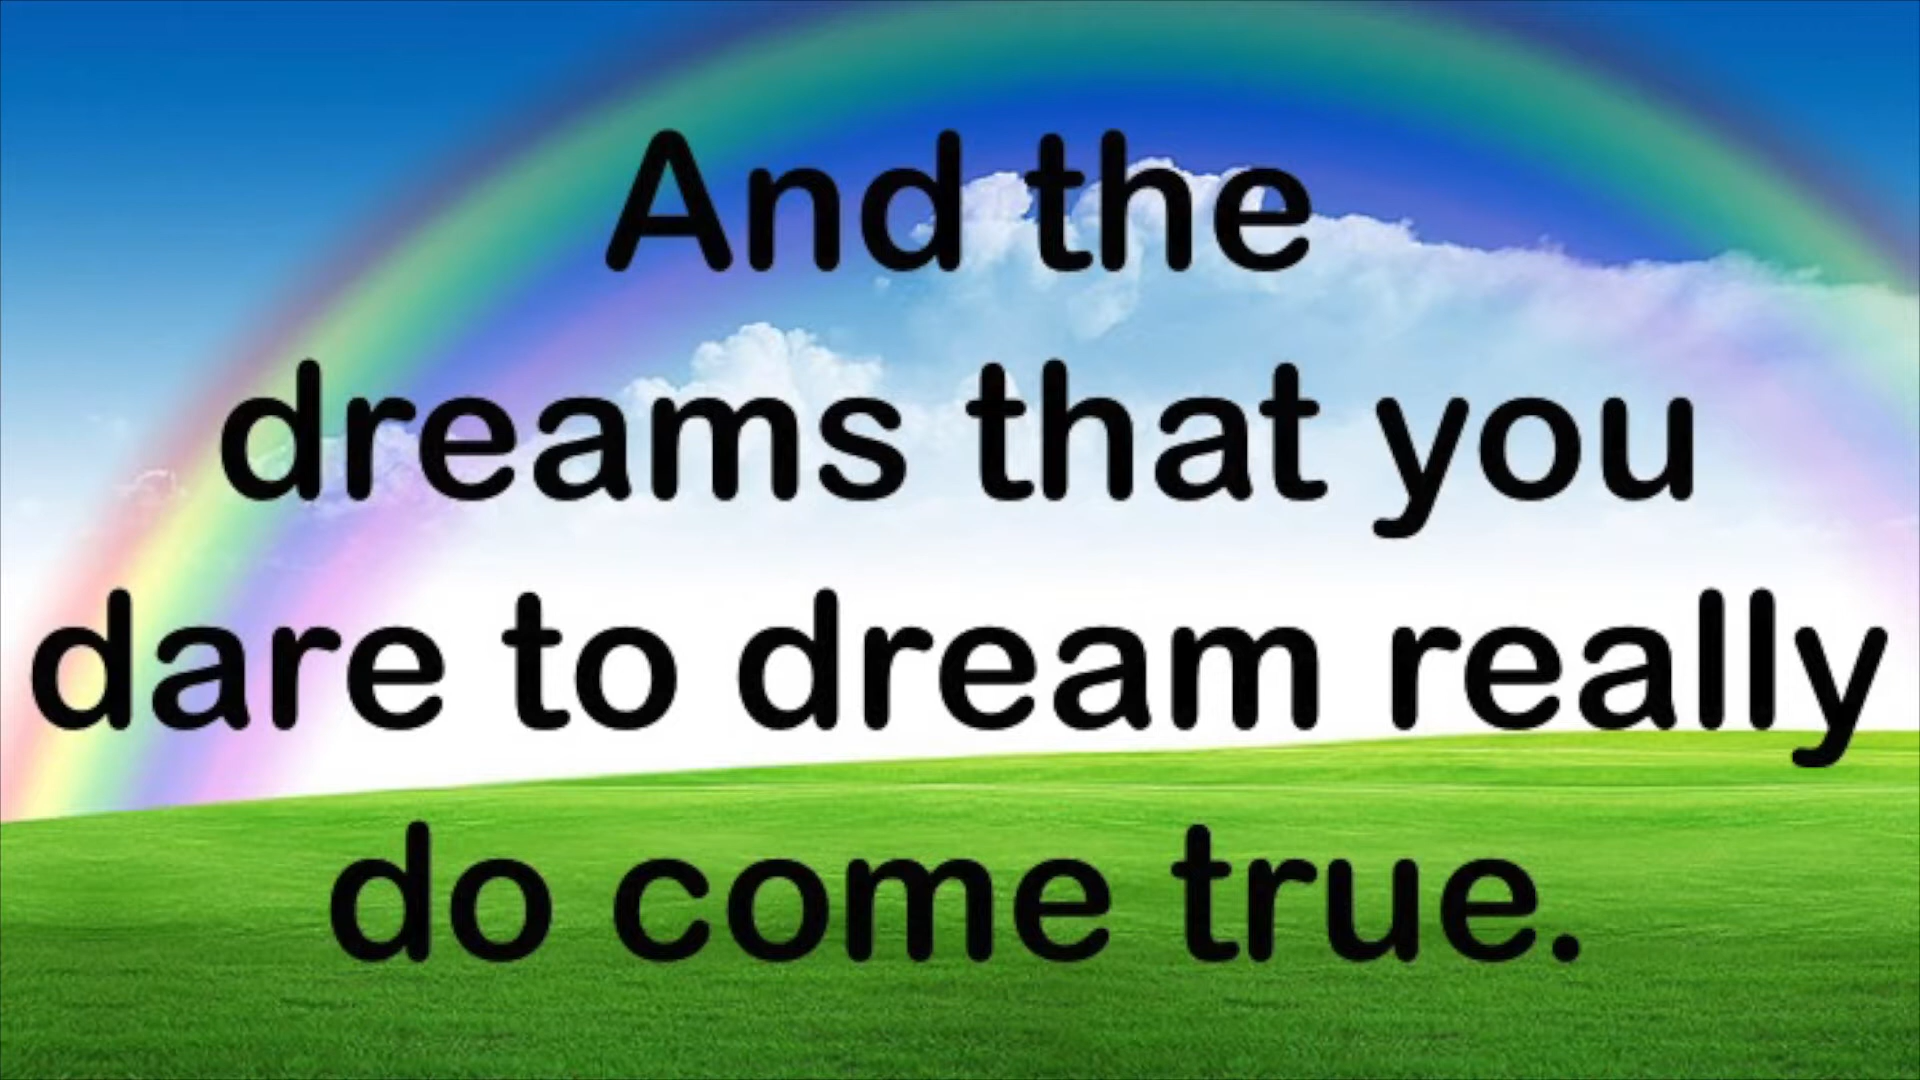 And the
dreams that you
dare to dream really
do come true.